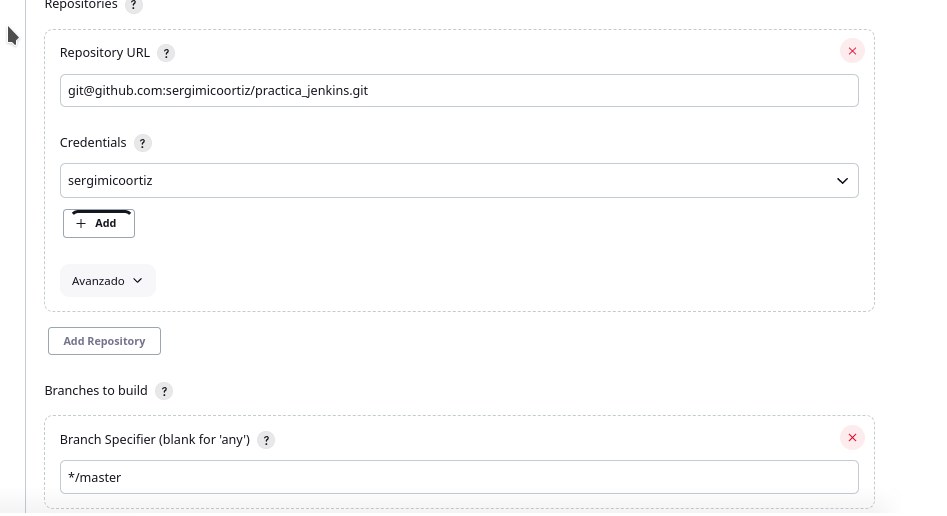 Repositories ?
Repository URL ?
git@github.com:sergimicoortiz/practica_jenkins.git
Credentials ?
sergimicoortiz
+ Add
Avanzado
Add Repository
Branches to build ?
Branch Specifier (blank for 'any') ?
*/master